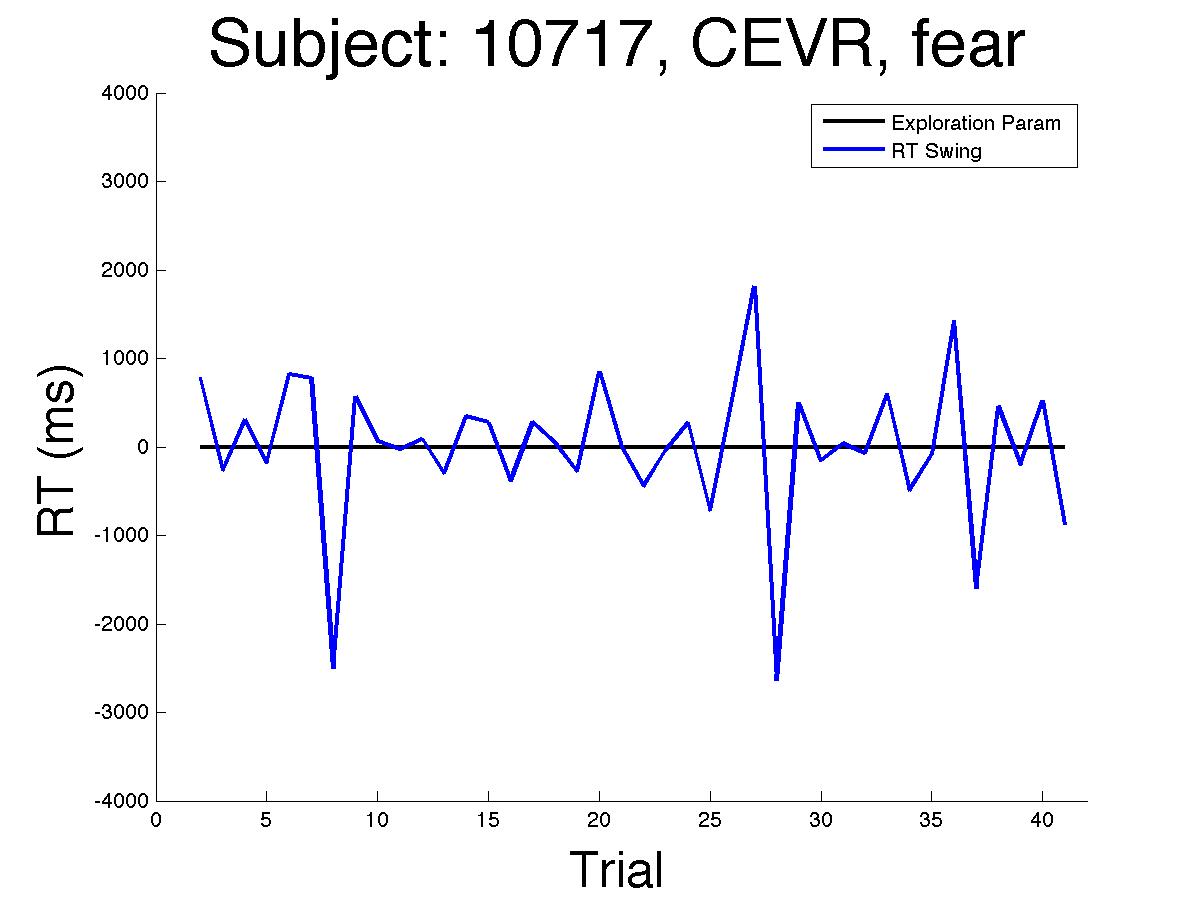 Subject: 10717, CEVR, fear
4000
3000
2000
1000
0
-1000
-2000
-3000
-4000
RT (ms)
Exploration Param
RT Swing
0 5 10 15 20 25 30 35 40
Trial